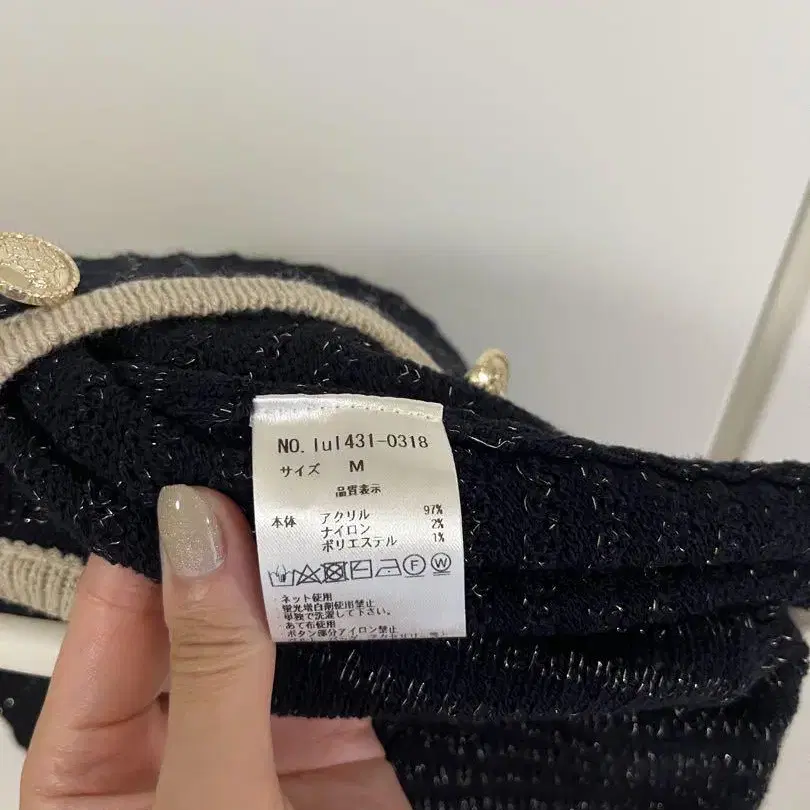 NO. lul431-0318
サイズ M
品質表示
本体 アクリル 97%
ナイロン 2%
ポリエステル 1%
F W
・ネット使用
・蛍光増白剤使用禁止
・単独で洗濯して下さい。
・あて布使用
・ボタン部分アイロン禁止